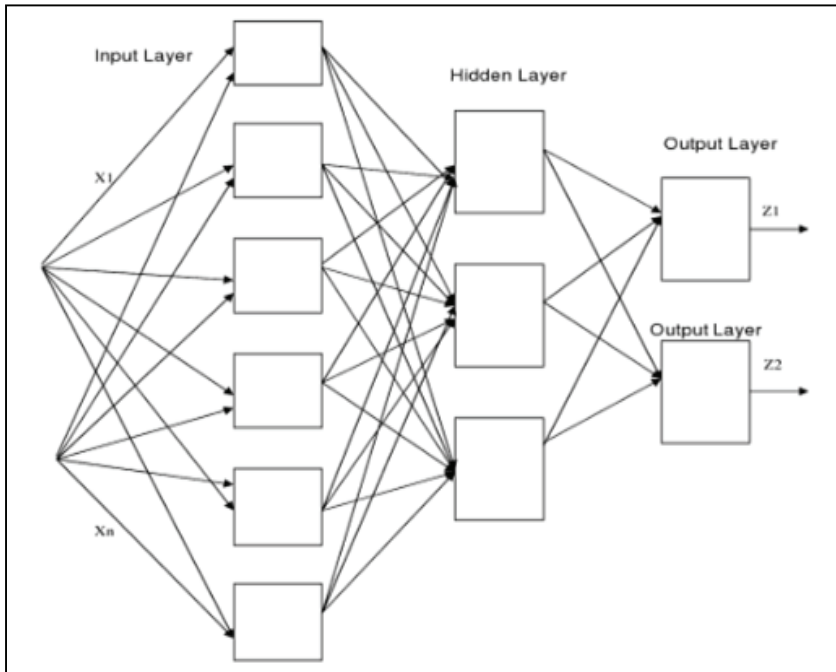 Input Layer
Hidden Layer
X1
Output Layer
Z1
Output Layer
Z2
Xn